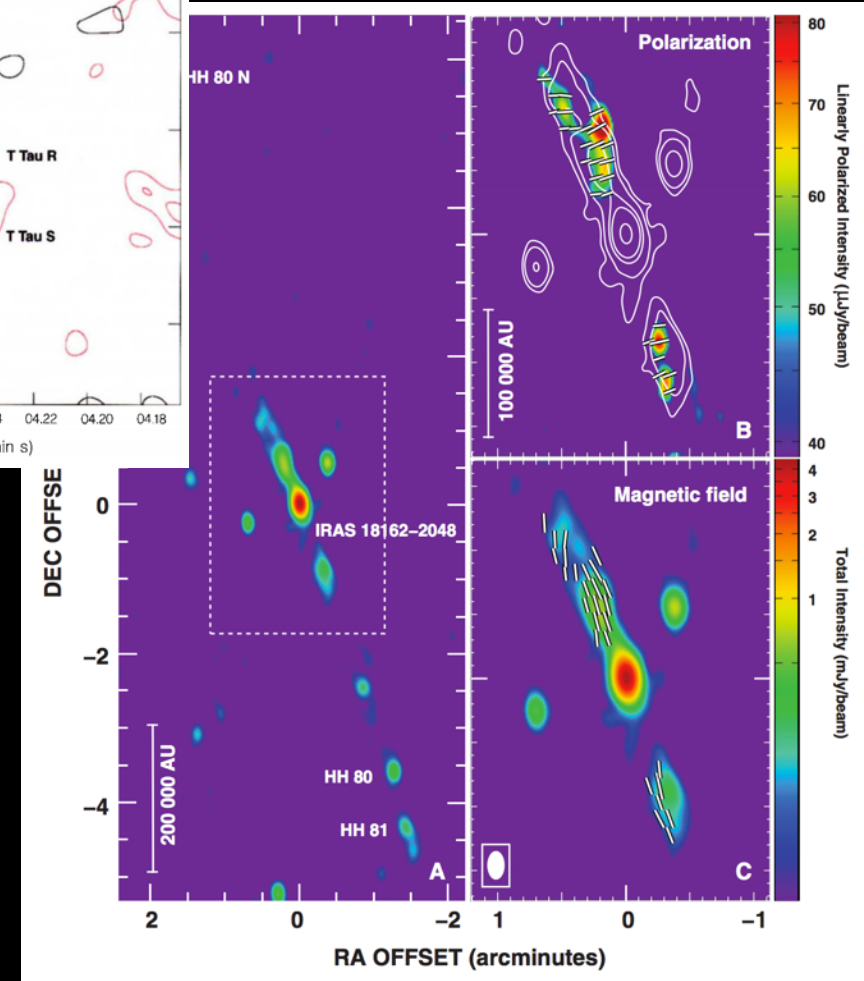 T Tau R
T Tau S
04.22
04.20
04.18
in s)
HH 80 N
IRAS 18162–2048
HH 80
HH 81
200 000 AU
A
DEC OFFSE
0
−2
−4
2
0
−2
RA OFFSET (arcminutes)
Polarization
100 000 AU
B
Magnetic field
C
1
0
−1
80
70
60
50
40
Linearly Polarized Intensity (μJy/beam)
4
3
2
1
Total Intensity (mJy/beam)